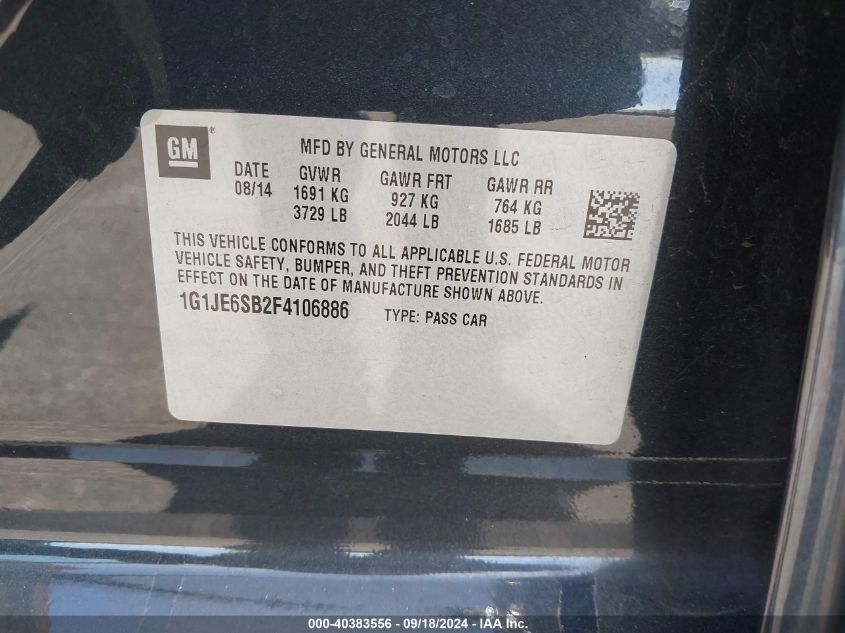 GM®
MFD BY GENERAL MOTORS LLC
DATE GVWR GAWR FRT GAWR RR
08/14 1691 KG 927 KG 764 KG
3729 LB 2044 LB 1685 LB
THIS VEHICLE CONFORMS TO ALL APPLICABLE U.S. FEDERAL MOTOR
VEHICLE SAFETY, BUMPER, AND THEFT PREVENTION STANDARDS IN
EFFECT ON THE DATE OF MANUFACTURE SHOWN ABOVE.
1G1JE6SB2F4106886 TYPE: PASS CAR
000-40383556 - 09/18/2024 - IAA Inc.